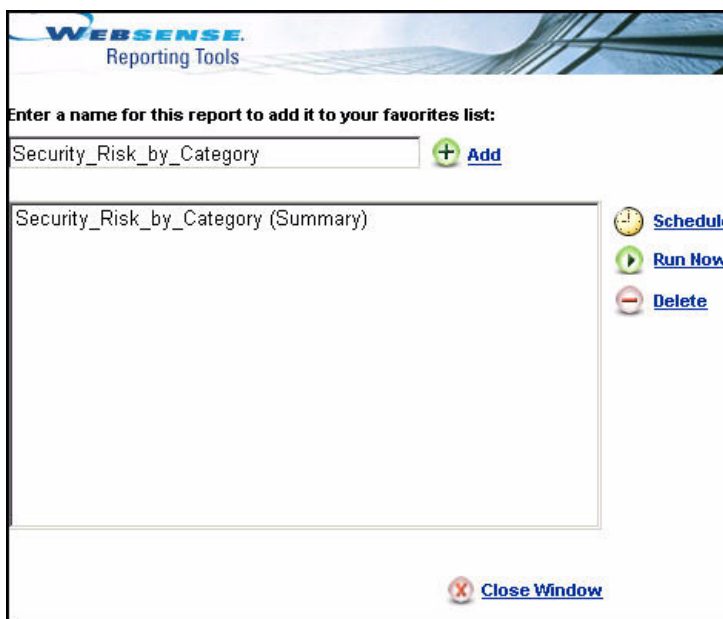 WEBSENSE.
Reporting Tools
Enter a name for this report to add it to your favorites list:
Security_Risk_by_Category
Add
Security_Risk_by_Category (Summary)
Schedul
Run Now
Delete
Close Window